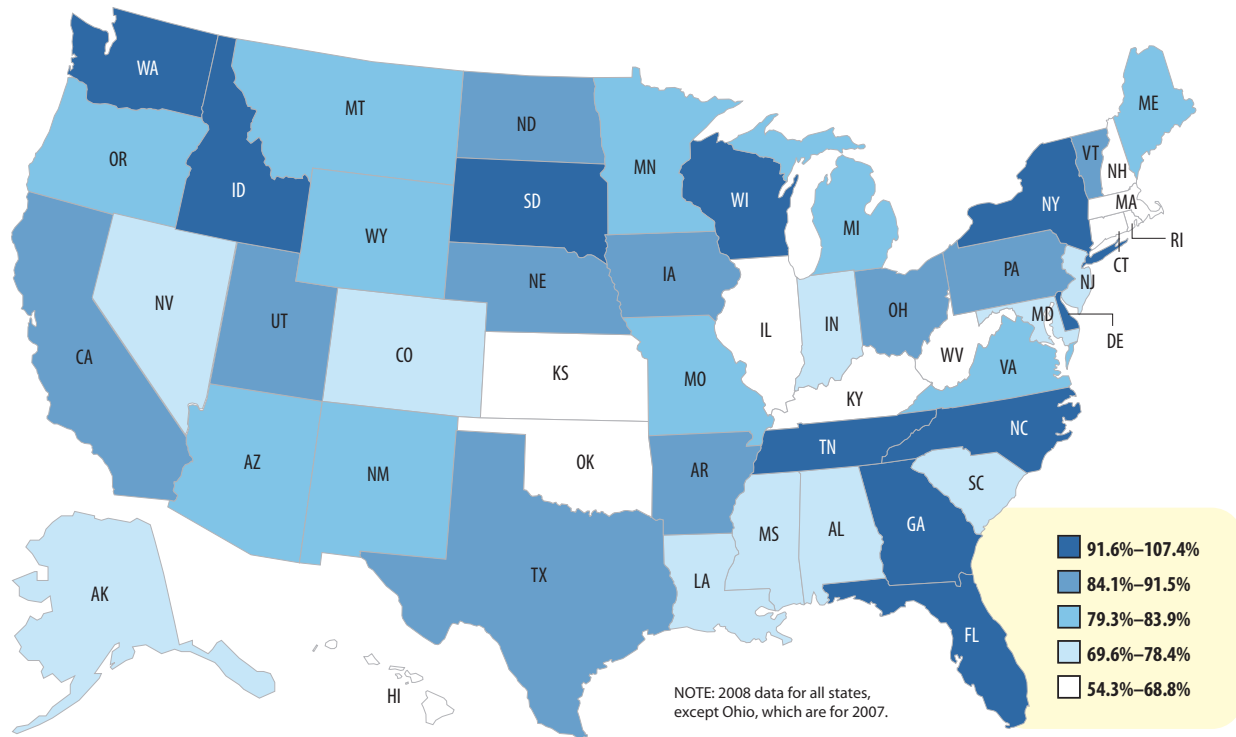 WA
MT
ND
MN
ME
VT
NH
OR
ID
SD
WI
MI
NY
MA
RI
CT
WY
NE
IA
PA
NJ
NV
UT
CO
IL
IN
OH
MD
DE
CA
KS
MO
WV
VA
KY
AZ
NM
OK
AR
TN
NC
SC
MS
AL
GA
TX
LA
FL
AK
HI
91.6%–107.4%
84.1%–91.5%
79.3%–83.9%
69.6%–78.4%
54.3%–68.8%
NOTE: 2008 data for all states,
except Ohio, which are for 2007.